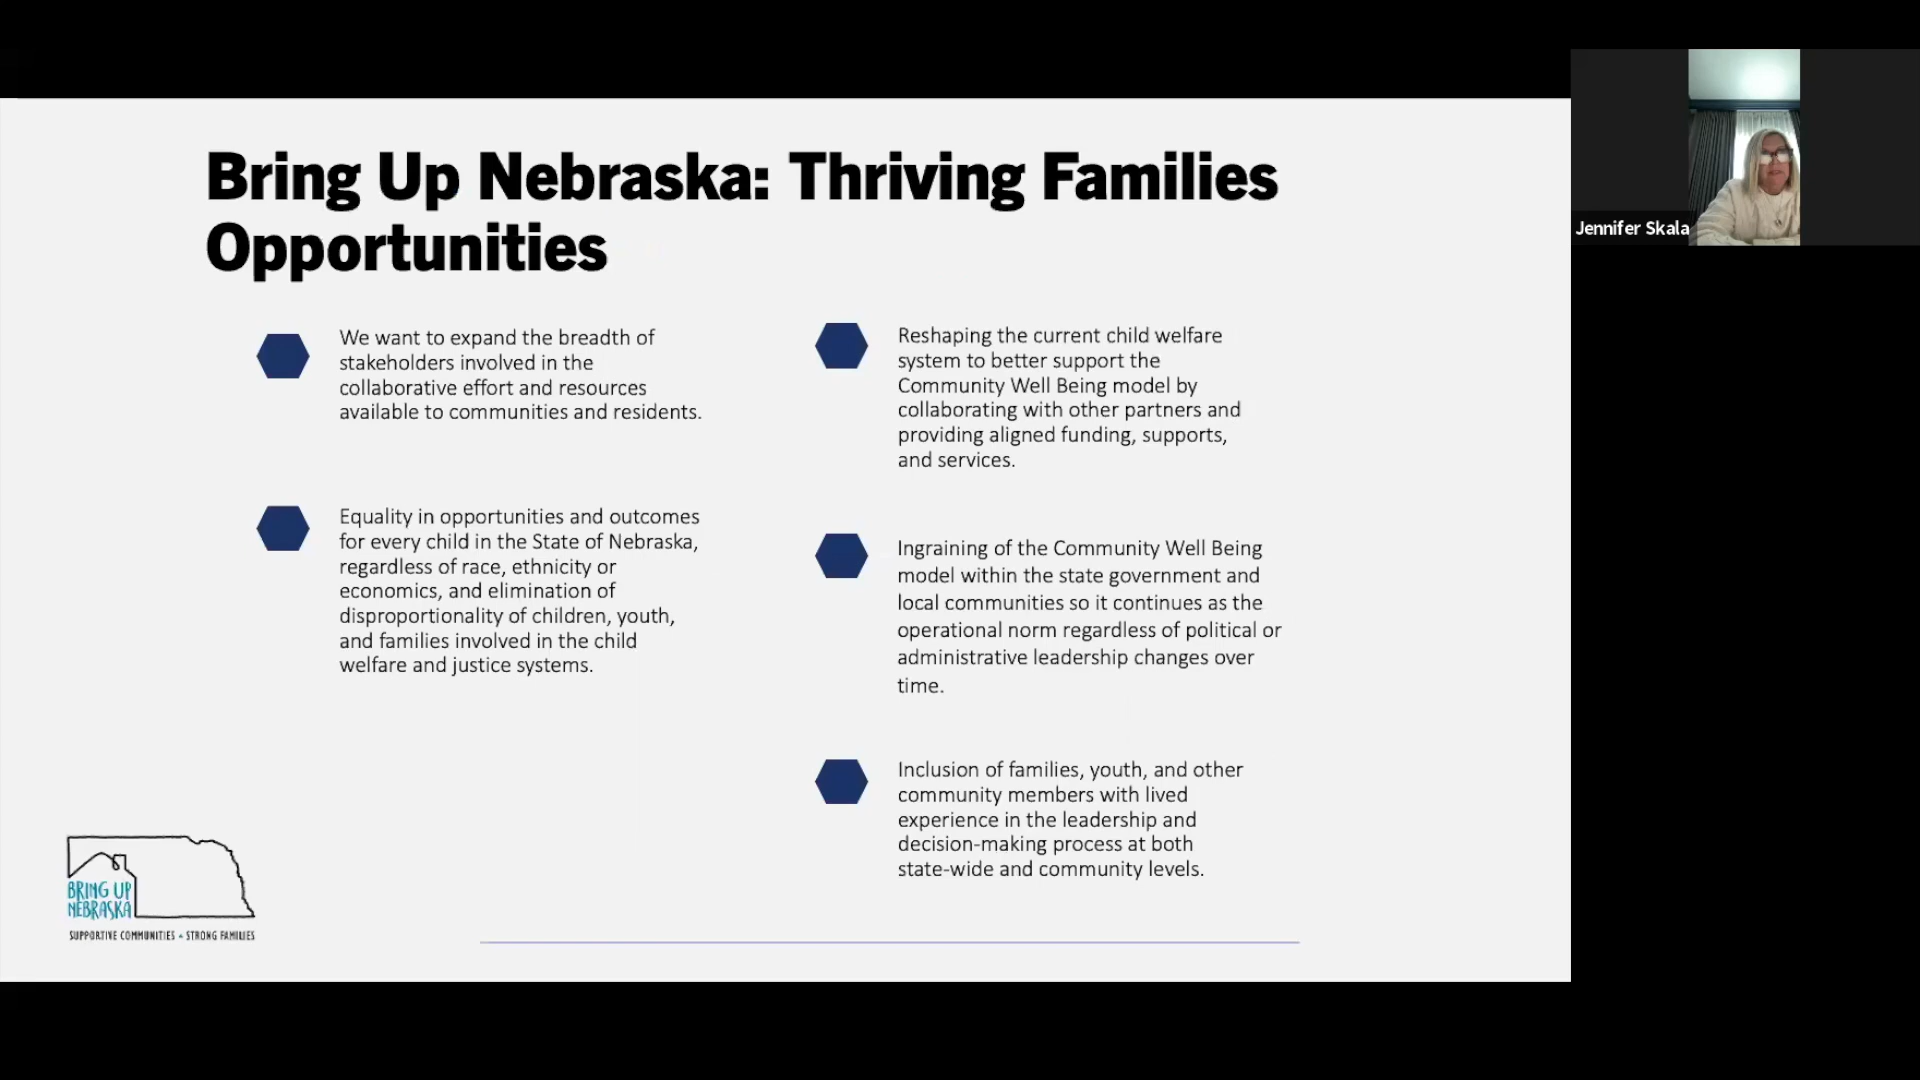 Bring Up Nebraska: Thriving Families
Opportunities
We want to expand the breadth of
stakeholders involved in the
collaborative effort and resources
available to communities and residents.
Equality in opportunities and outcomes
for every child in the State of Nebraska,
regardless of race, ethnicity or
economics, and elimination of
disproportionality of children, youth,
and families involved in the child
welfare and justice systems.
Reshaping the current child welfare
system to better support the
Community Well Being model by
collaborating with other partners and
providing aligned funding, supports,
and services.
Ingraining of the Community Well Being
model within the state government and
local communities so it continues as the
operational norm regardless of political or
administrative leadership changes over
time.
Inclusion of families, youth, and other
community members with lived
experience in the leadership and
decision-making process at both
state-wide and community levels.
BRING UP
NEBRASKA
SUPPORTIVE COMMUNITIES • STRONG FAMILIES
Jennifer Skala